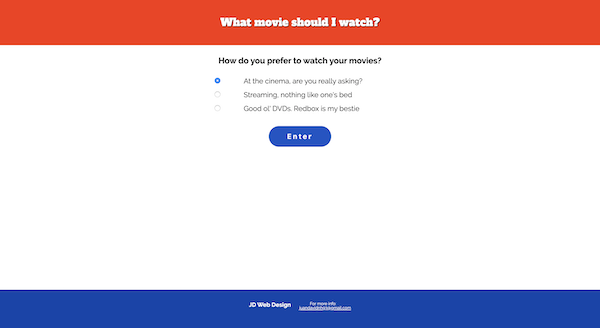 What movie should I watch?
How do you prefer to watch your movies?
At the cinema, are you really asking?
Streaming, nothing like one's bed
Good ol' DVDs. Redbox is my bestie
Enter
JD Web Design
For more info